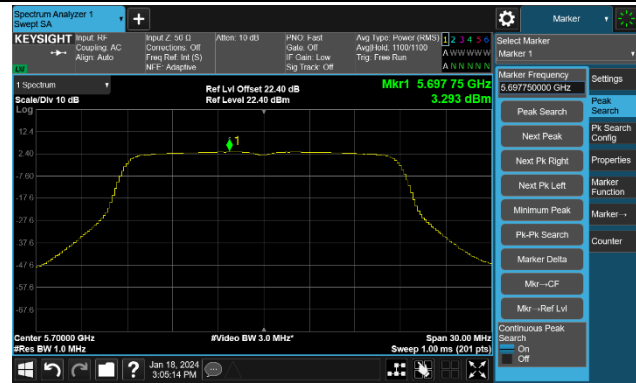 Spectrum Analyzer 1
Swept SA
Marker
KEYSIGHT
Input: RF
Coupling: AC
Align: Auto
Input Z: 50 Ω
Corrections: Off
Freq Ref: Int (S)
NFE: Adaptive
Atten: 10 dB
PNO: Fast
Gate: Off
IF Gain: Low
Sig Track: Off
Avg Type: Power (RMS)
Avg|Hold: 1100/1100
Trig: Free Run
1 2 3 4 5 6
A W W W W W
A N N N N N
Select Marker
Marker 1
1 Spectrum
Scale/Div 10 dB
Log
Ref Lvl Offset 22.40 dB
Ref Level 22.40 dBm
Mkr1 5.697 75 GHz
3.293 dBm
12.4
2.40
-7.60
-17.6
-27.6
-37.6
-47.6
-57.6
-67.6
1
Center 5.70000 GHz
#Res BW 1.0 MHz
#Video BW 3.0 MHz*
Span 30.00 MHz
Sweep 1.00 ms (201 pts)
Marker Frequency
5.697750000 GHz
Peak Search
Next Peak
Next Pk Right
Next Pk Left
Minimum Peak
Pk-Pk Search
Marker Delta
Mkr→CF
Mkr→Ref Lvl
Continuous Peak
Search
On
Off
Settings
Peak
Search
Pk Search
Config
Properties
Marker
Function
Marker→
Counter
?
Jan 18, 2024
3:05:14 PM